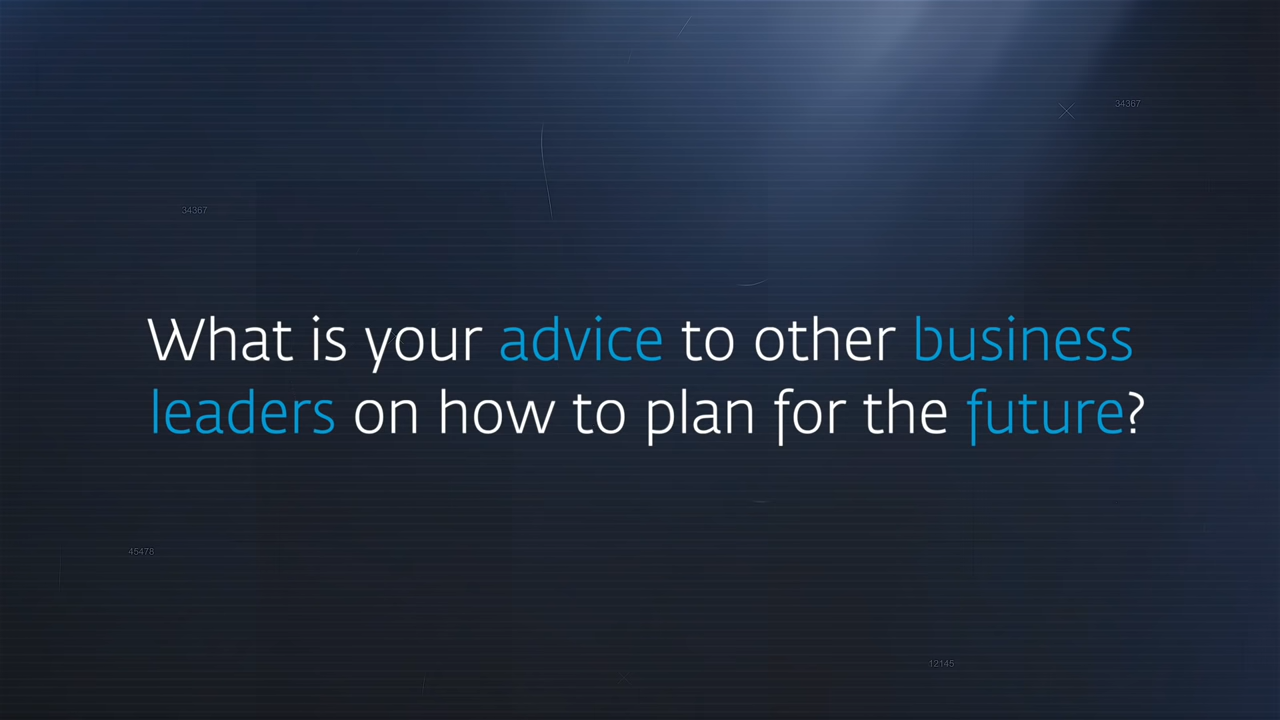 34367
34367
What is your advice to other business
leaders on how to plan for the future?
45478
12145